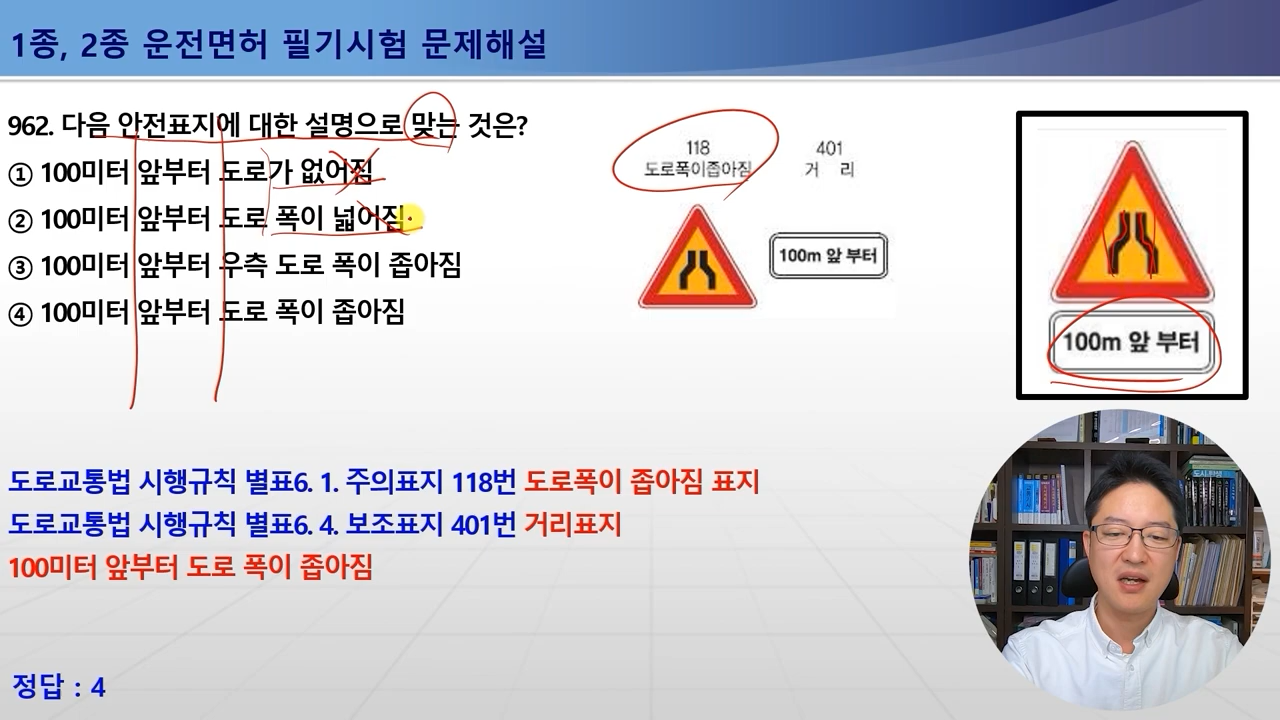 1종, 2종 운전면허 필기시험 문제해설
962. 다음 안전표지에 대한 설명으로 맞는 것은?
① 100미터 앞부터 도로가 없어짐
② 100미터 앞부터 도로 폭이 넓어짐
③ 100미터 앞부터 우측 도로 폭이 좁아짐
④ 100미터 앞부터 도로 폭이 좁아짐
118
도로폭이좁아짐
401
거 리
100m 앞 부터
100m 앞 부터
도로교통법 시행규칙 별표6. 1. 주의표지 118번 도로폭이 좁아짐 표지
도로교통법 시행규칙 별표6. 4. 보조표지 401번 거리표지
100미터 앞부터 도로 폭이 좁아짐
정답 : 4